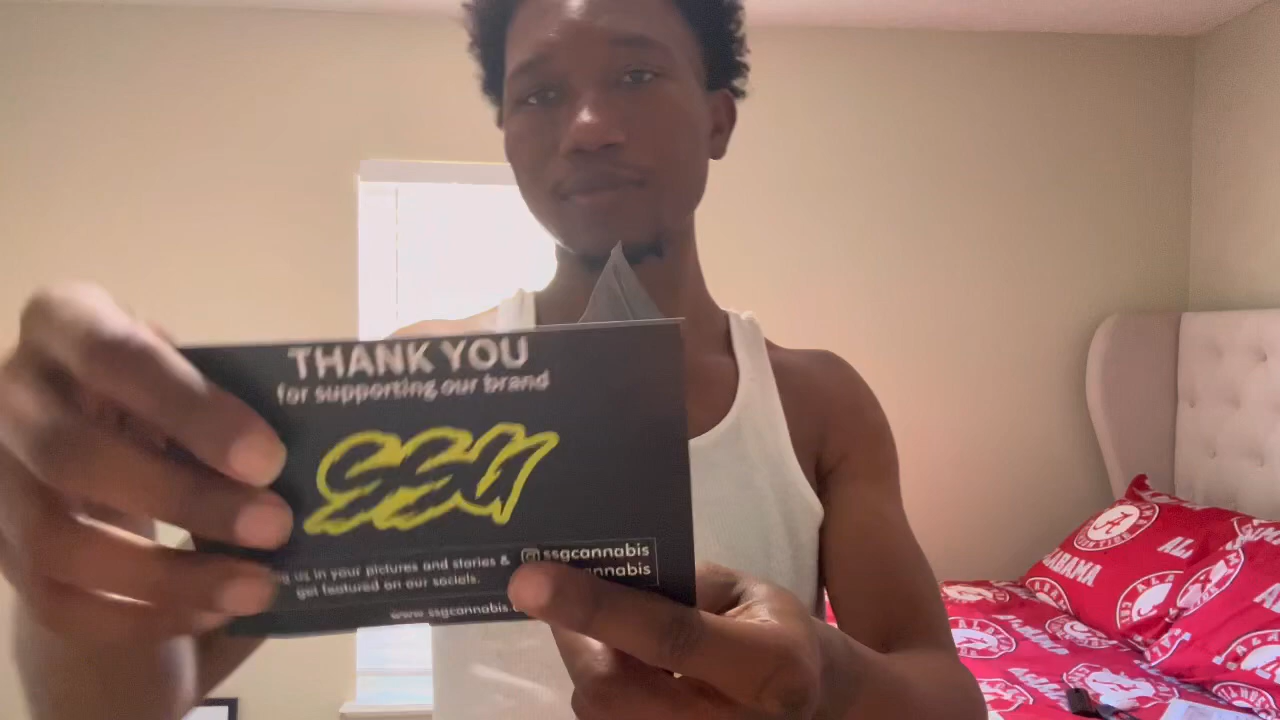 THANK YOU
for supporting our brand
SSG
us in your pictures and stories &
get featured on our socials.
ssgcannabis
www.ssgcannabis.
ALABAMA